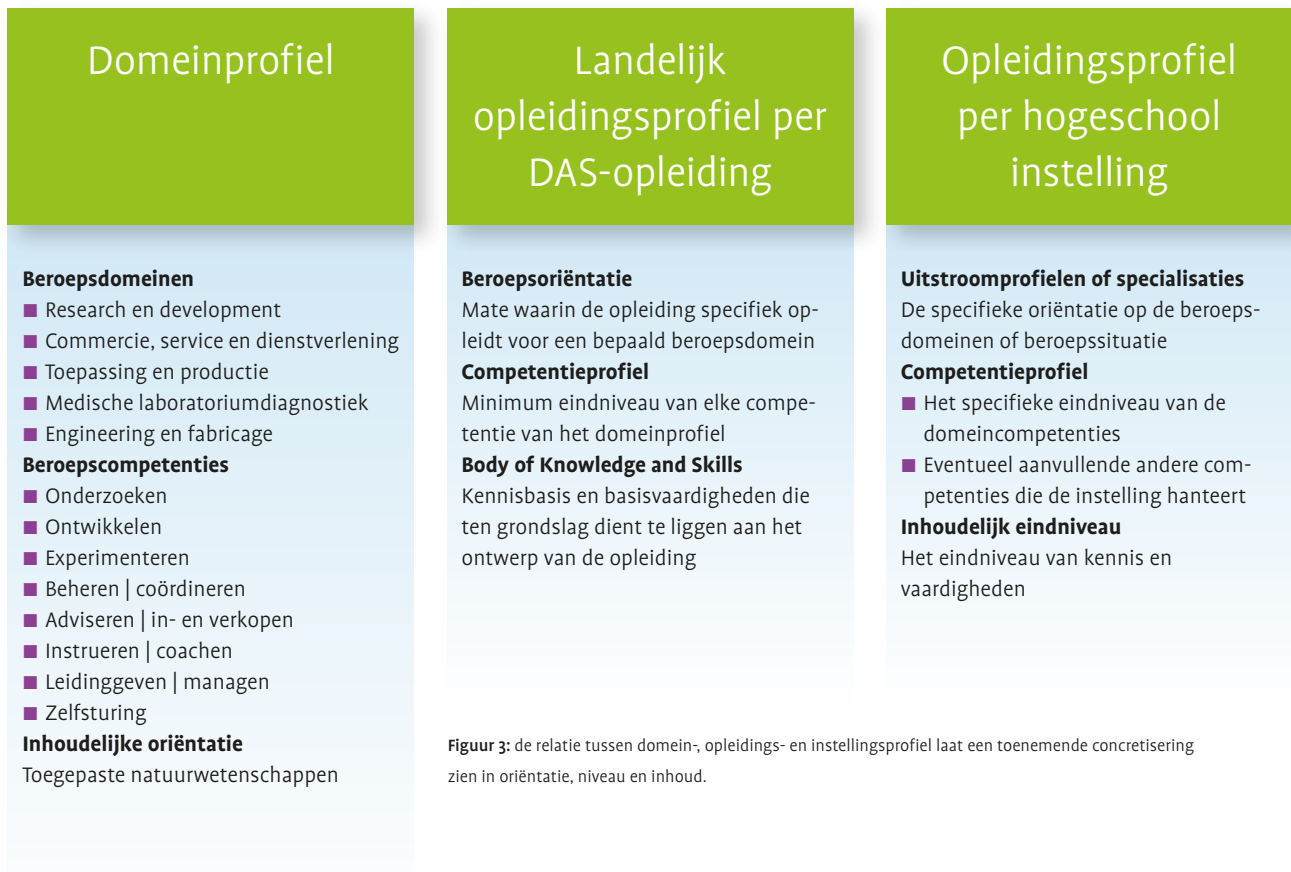 Domeinprofiel
Beroepsdomeinen
■ Research en development
■ Commercie, service en dienstverlening
■ Toepassing en productie
■ Medische laboratoriumdiagnostiek
■ Engineering en fabricage
Beroepscompetenties
■ Onderzoeken
■ Ontwikkelen
■ Experimenteren
■ Beheren | coördineren
■ Adviseren | in- en verkopen
■ Instrueren | coachen
■ Leidinggeven | managen
■ Zelfsturing
Inhoudelijke oriëntatie
Toegepaste natuurwetenschappen
Landelijk
opleidingsprofiel per
DAS-opleiding
Beroepsoriëntatie
Mate waarin de opleiding specifiek op-
leidt voor een bepaald beroepsdomein
Competentieprofiel
Minimum eindniveau van elke compe-
tentie van het domeinprofiel
Body of Knowledge and Skills
Kennisbasis en basisvaardigheden die
ten grondslag dient te liggen aan het
ontwerp van de opleiding
Opleidingsprofiel
per hogeschool
instelling
Uitstroomprofielen of specialisaties
De specifieke oriëntatie op de beroeps-
domeinen of beroepssituatie
Competentieprofiel
■ Het specifieke eindniveau van de
domeincompetenties
■ Eventueel aanvullende andere com-
petenties die de instelling hanteert
Inhoudelijk eindniveau
Het eindniveau van kennis en
vaardigheden
Figuur 3: de relatie tussen domein-, opleidings- en instellingsprofiel laat een toenemende concretisering
zien in oriëntatie, niveau en inhoud.